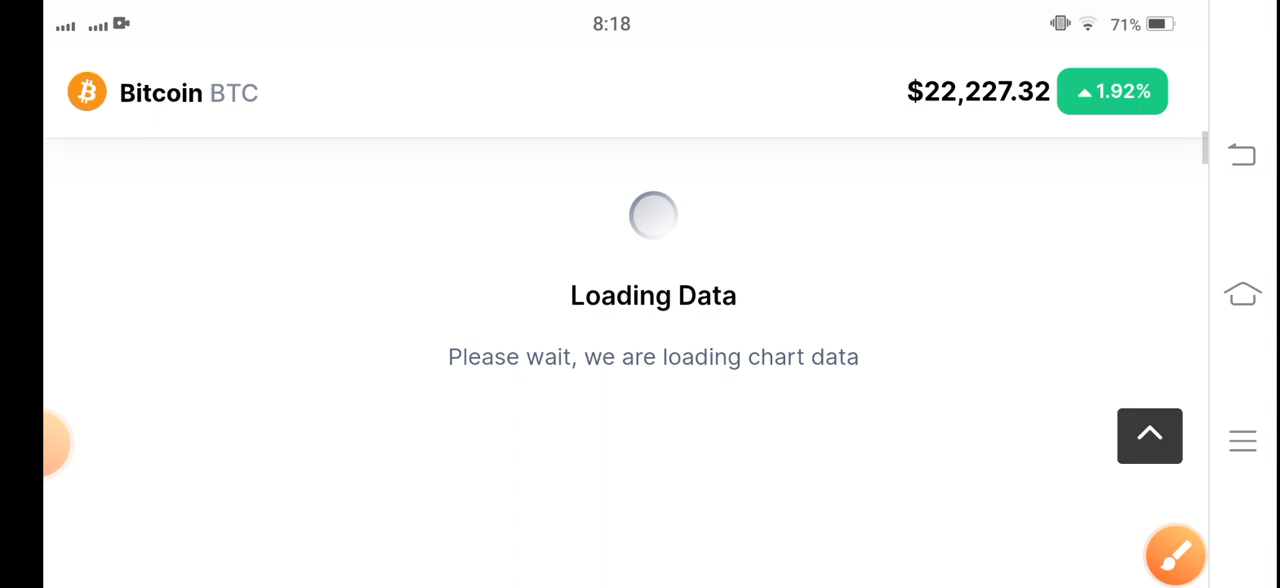 8:18
71%
Bitcoin BTC
$22,227.32
1.92%
Loading Data
Please wait, we are loading chart data